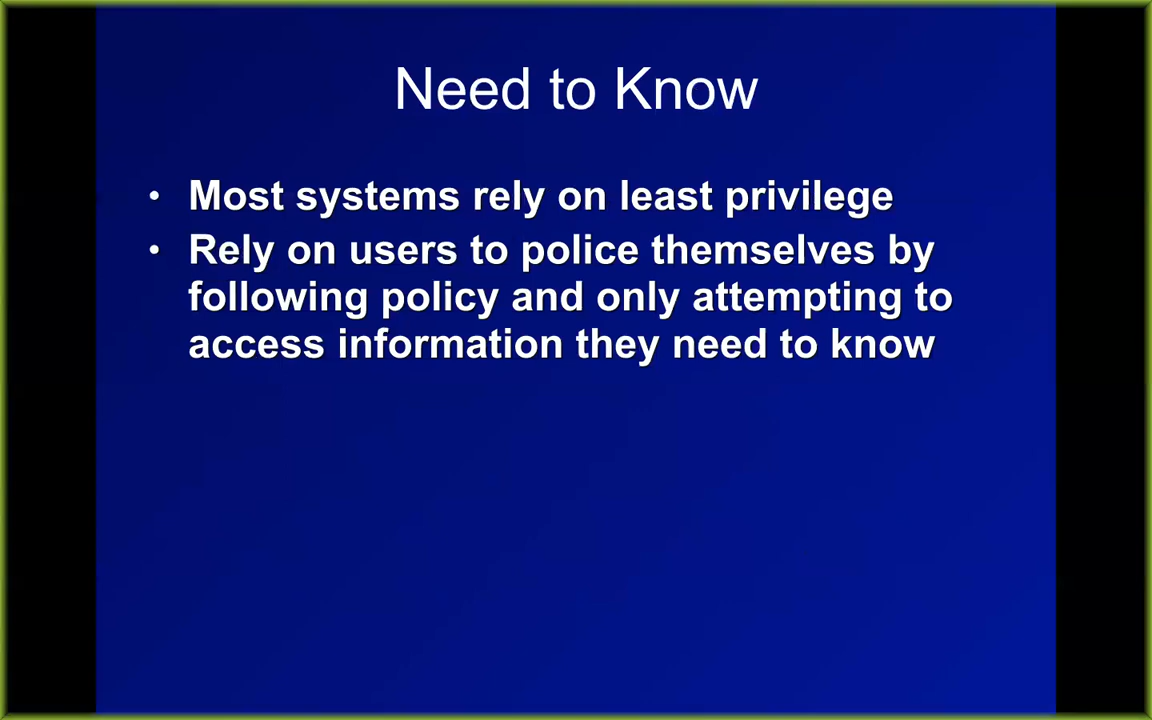 Need to Know
• Most systems rely on least privilege
• Rely on users to police themselves by
following policy and only attempting to
access information they need to know